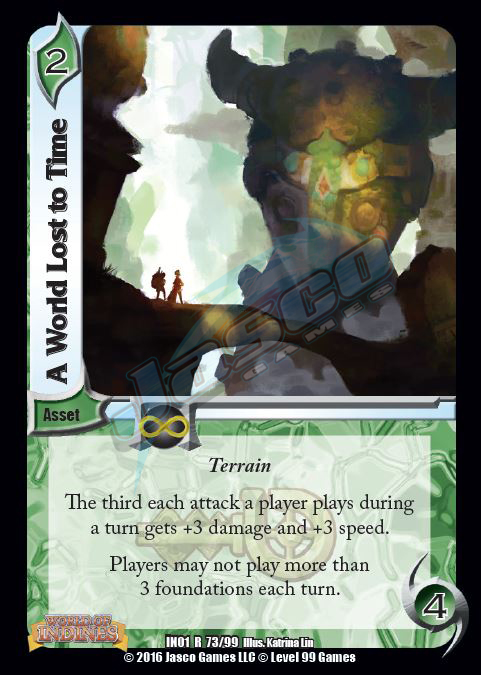 2
A World Lost to Time
Jasco
GAMES
Asset
Terrain
The third each attack a player plays during
a turn gets +3 damage and +3 speed.
Players may not play more than
3 foundations each turn.
4
WORLD OF
INDINES
IN01 R 73/99 Illus. Katrina Lin
© 2016 Jasco Games LLC © Level 99 Games